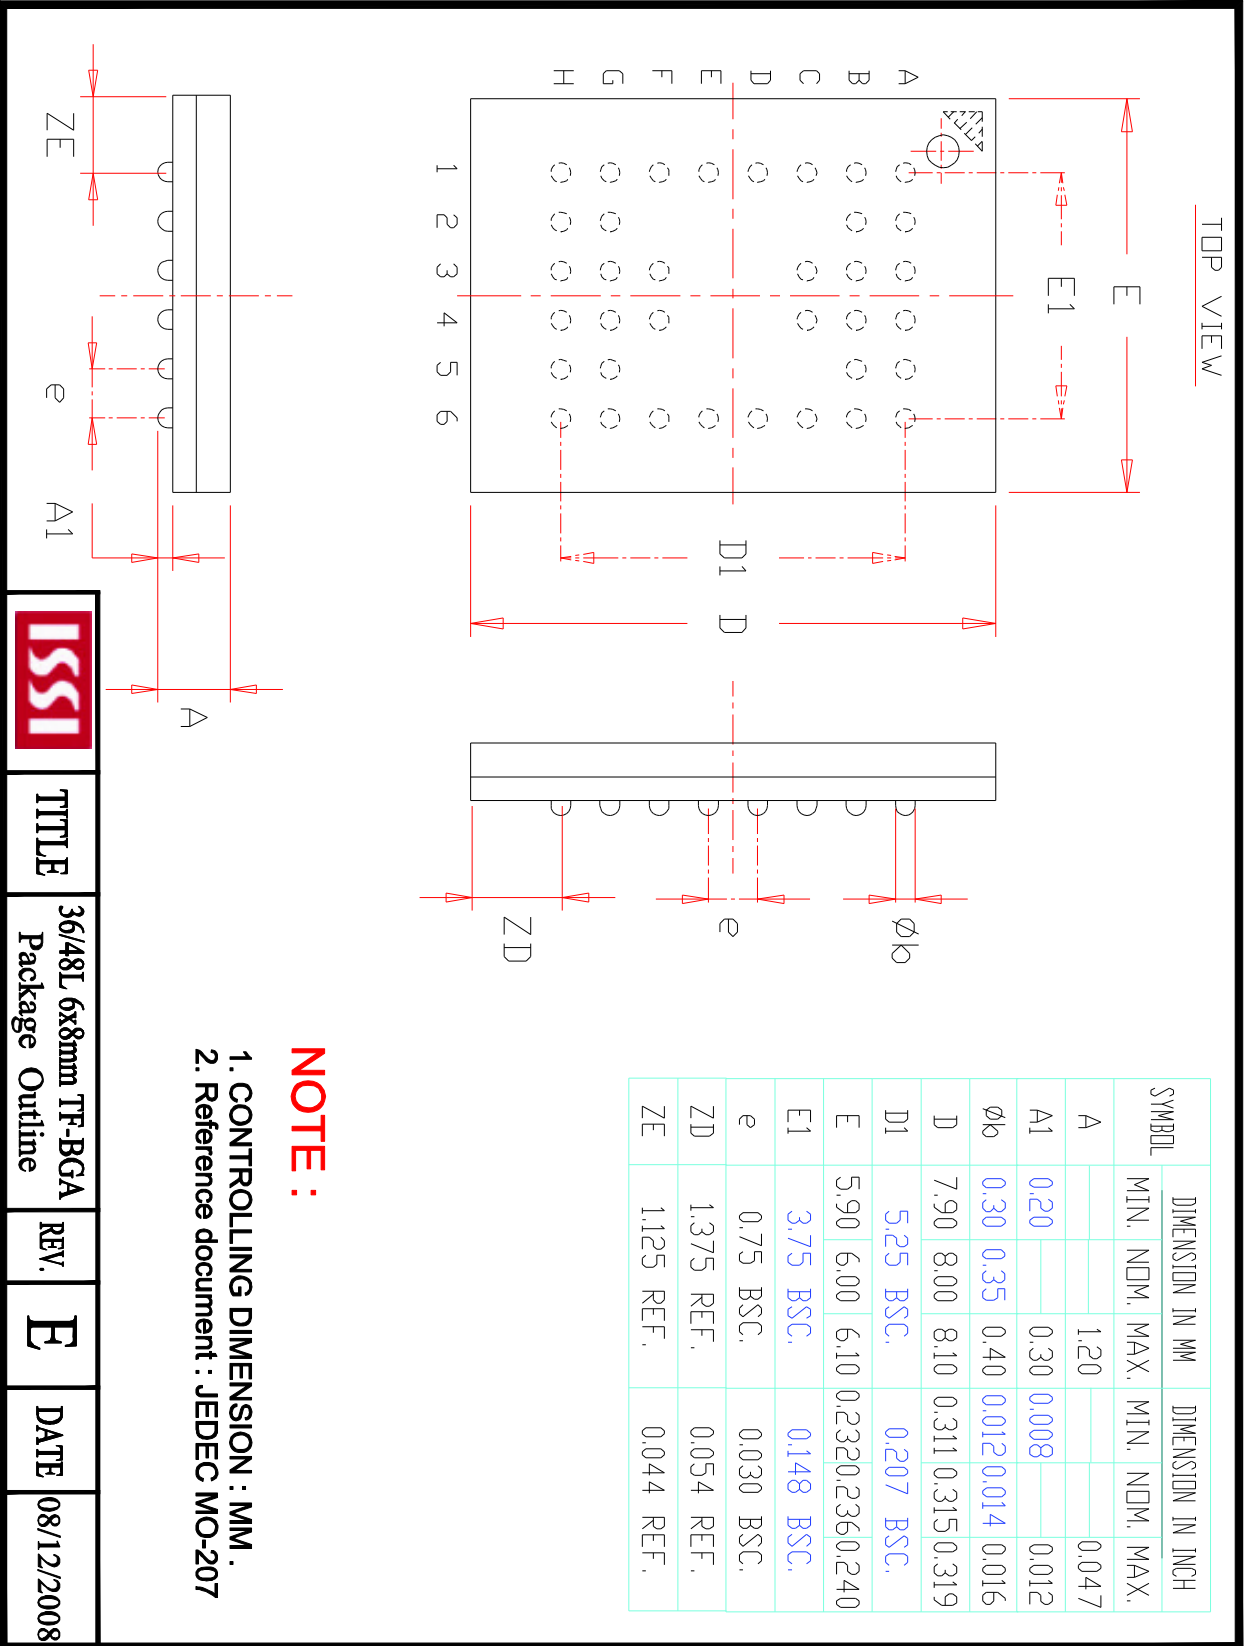 TOP VIEW
E
E1
A B C D E F G H
1 2 3 4 5 6
D1
D
ZE
e
A1
A
Øb
e
ZD
SYMBOL DIMENSION IN MM DIMENSION IN INCH
MIN. NOM. MAX. MIN. NOM. MAX.
A 1.20 0.047
A1 0.20 0.30 0.008 0.012
Øb 0.30 0.35 0.40 0.012 0.014 0.016
D 7.90 8.00 8.10 0.311 0.315 0.319
D1 5.25 BSC. 0.207 BSC.
E 5.90 6.00 6.10 0.232 0.236 0.240
E1 3.75 BSC. 0.148 BSC.
e 0.75 BSC. 0.030 BSC.
ZD 1.375 REF. 0.054 REF.
ZE 1.125 REF. 0.044 REF.
NOTE :
1. CONTROLLING DIMENSION : MM .
2. Reference document : JEDEC MO-207
ISSI
TITLE
36/48L 6x8mm TF-BGA
Package Outline
REV.
E
DATE
08/12/2008